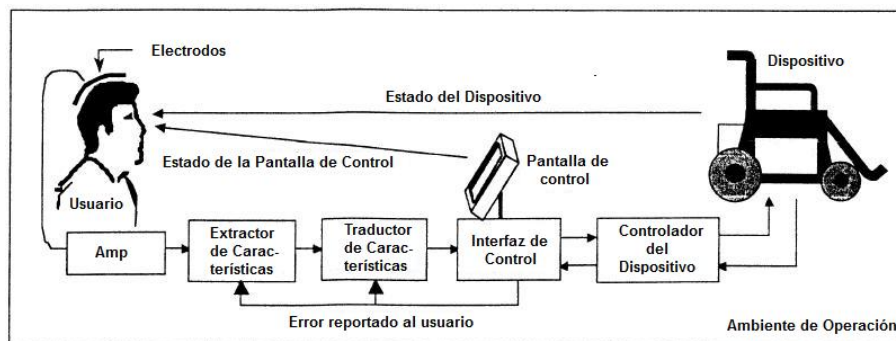 Electrodos
Dispositivo
Estado del Dispositivo
Estado de la Pantalla de Control
Pantalla de
control
Usuario
Amp
Extractor
de Carac-
terísticas
Traductor
de Carac-
terísticas
Interfaz de
Control
Controlador
del
Dispositivo
Error reportado al usuario
Ambiente de Operación